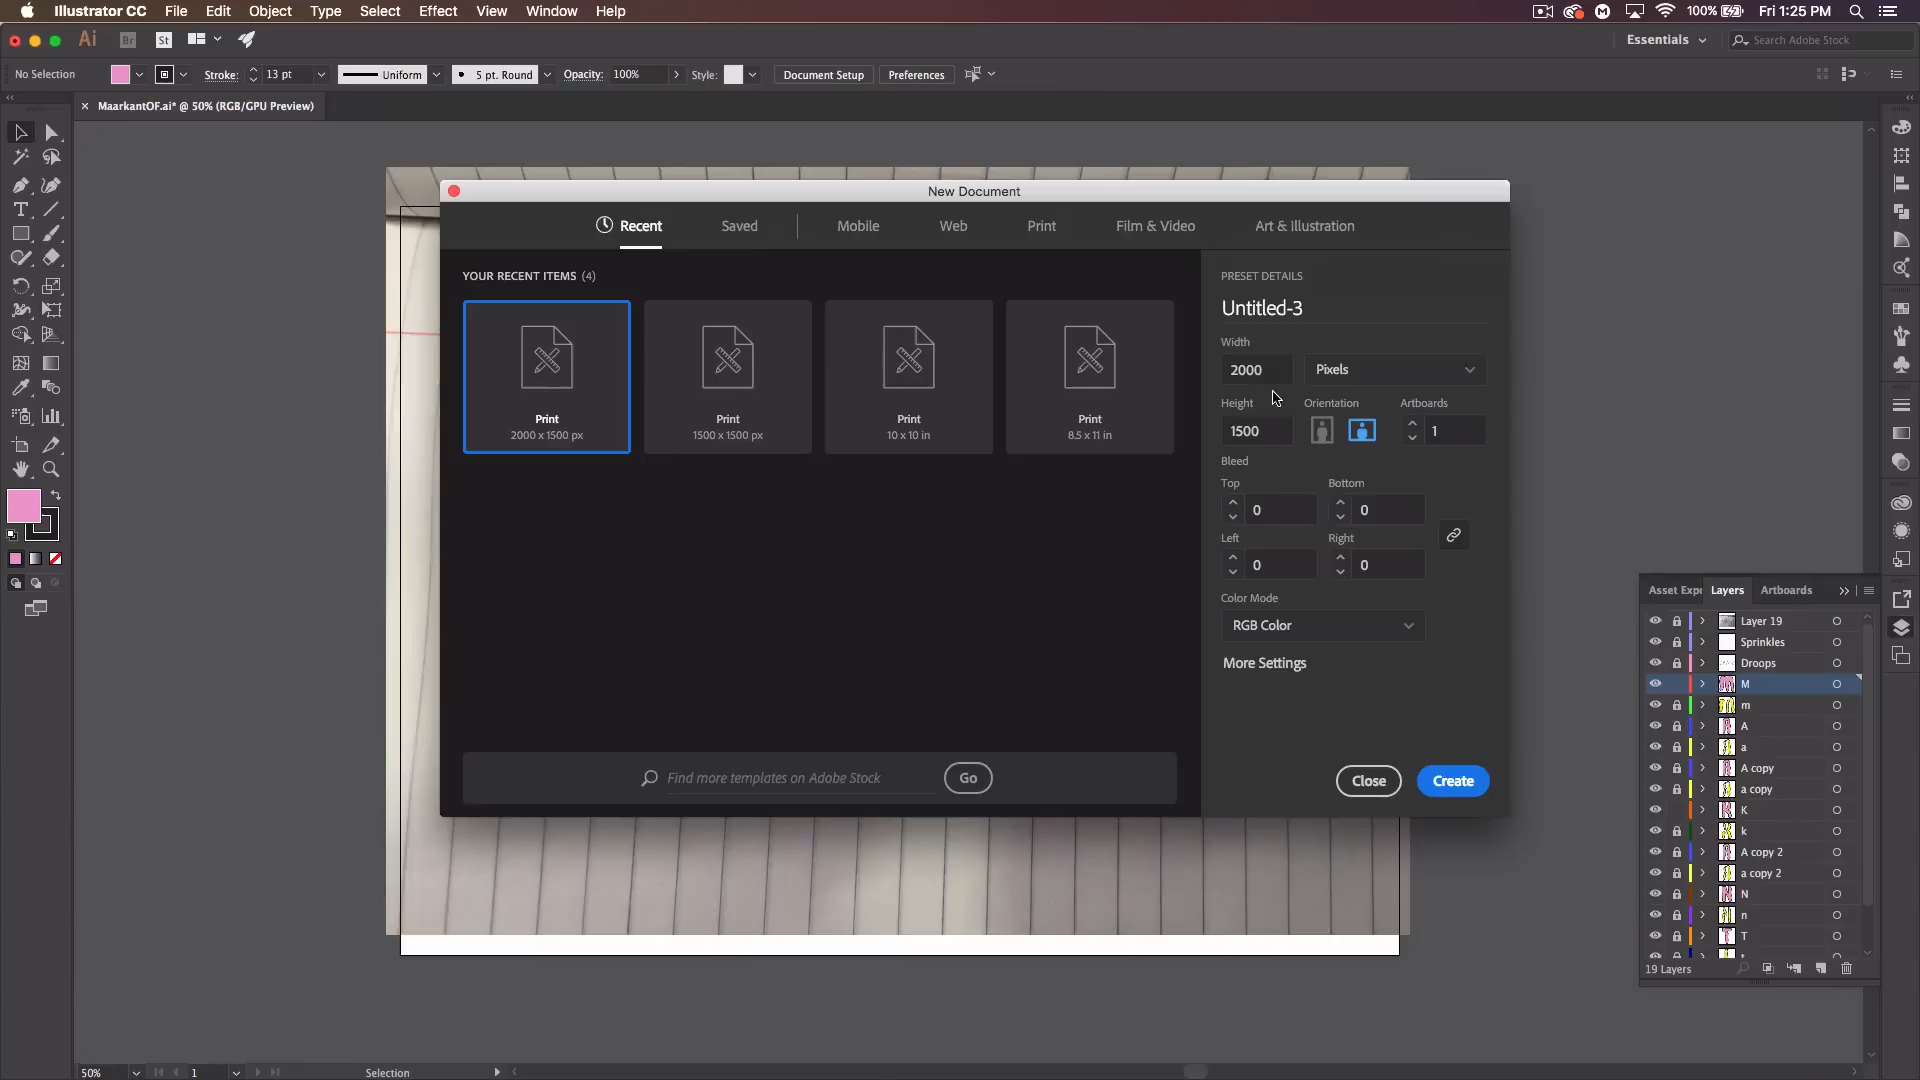 Illustrator CC File Edit Object Type Select Effect View Window Help
100% Fri 1:25 PM
Ai Br St
Essentials Search Adobe Stock
No Selection Stroke: 13 pt Uniform 5 pt. Round Opacity: 100% Style: Document Setup Preferences
× MaarkantOF.ai* @ 50% (RGB/GPU Preview)
New Document
Recent Saved Mobile Web Print Film & Video Art & Illustration
YOUR RECENT ITEMS (4)
Print
2000 x 1500 px
Print
1500 x 1500 px
Print
10 x 10 in
Print
8.5 x 11 in
Find more templates on Adobe Stock Go
PRESET DETAILS
Untitled-3
Width
2000 Pixels
Height Orientation Artboards
1500 1
Bleed
Top Bottom
0 0
Left Right
0 0
Color Mode
RGB Color
More Settings
Close Create
Asset Expo Layers Artboards
Layer 19
Sprinkles
Droops
M
m
A
a
A copy
a copy
K
k
A copy 2
a copy 2
N
n
T
19 Layers
50% 1 Selection